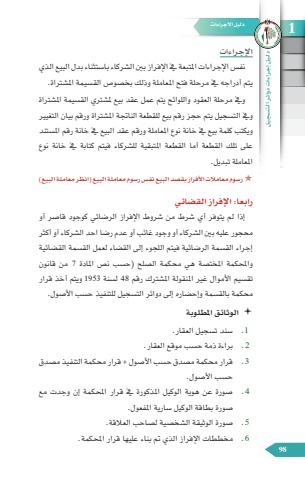 دليل الاجراءات
1
دليل إجراءات دوائر التسجيل
الإجراءات
نفس الإجراءات المتبعة في الإفراز بين الشركاء باستثناء بدل البيع الذي
يتم أدراجه في مرحلة فتح المعاملة وذلك بخصوص القسيمة المشتراة.
وفي مرحلة العقود واللوائح يتم عمل عقد بيع لمشتري القسيمة المشتراة
وفي التسجيل يتم حجز رقم بيع للقطعة الناتجة المشتراة ورقم بيان التغيير
ويكتب كلمة بيع في خانة نوع المعاملة ورقم عقد البيع في خانة رقم المستند
على تلك القطعة أما القطعة المتبقية للشركاء فيتم كتابة في خانة نوع
المعاملة تبديل.
رسوم معاملات الأفراز بقصد البيع نفس رسوم معاملة البيع (انظر معاملة البيع)
رابعا: الإفراز القضائي
إذا لم يتوفر أي شرط من شروط الإفراز الرضائي كوجود قاصر أو
محجور عليه بين الشركاء أو وجود غائب أو عدم رضا احد الشركاء أو أكثر
إجراء القسمة الرضائية فيتم اللجوء إلى القضاء لعمل القسمة القضائية
والمحكمة المختصة هي محكمة الصلح (حسب نص المادة 7 من قانون
تقسيم الأموال غير المنقولة المشترك رقم 48 لسنة 1953 ويتم أخذ قرار
محكمة بالقسمة وإحضاره إلى دوائر التسجيل للتنفيذ حسب الأصول.
الوثائق المطلوبة
1. سند تسجيل العقار.
2. براءة ذمة حسب موقع العقار.
3. قرار محكمة مصدق حسب الأصول + قرار محكمة التنفيذ مصدق
حسب الأصول.
4. صورة عن هوية الوكيل المذكورة في قرار المحكمة إن وجدت مع
صورة بطاقة الوكيل سارية المفعول.
5. صورة الوثيقة الشخصية لصاحب العلاقة.
6. مخططات الإفراز الذي تم بناء عليها قرار المحكمة.
98